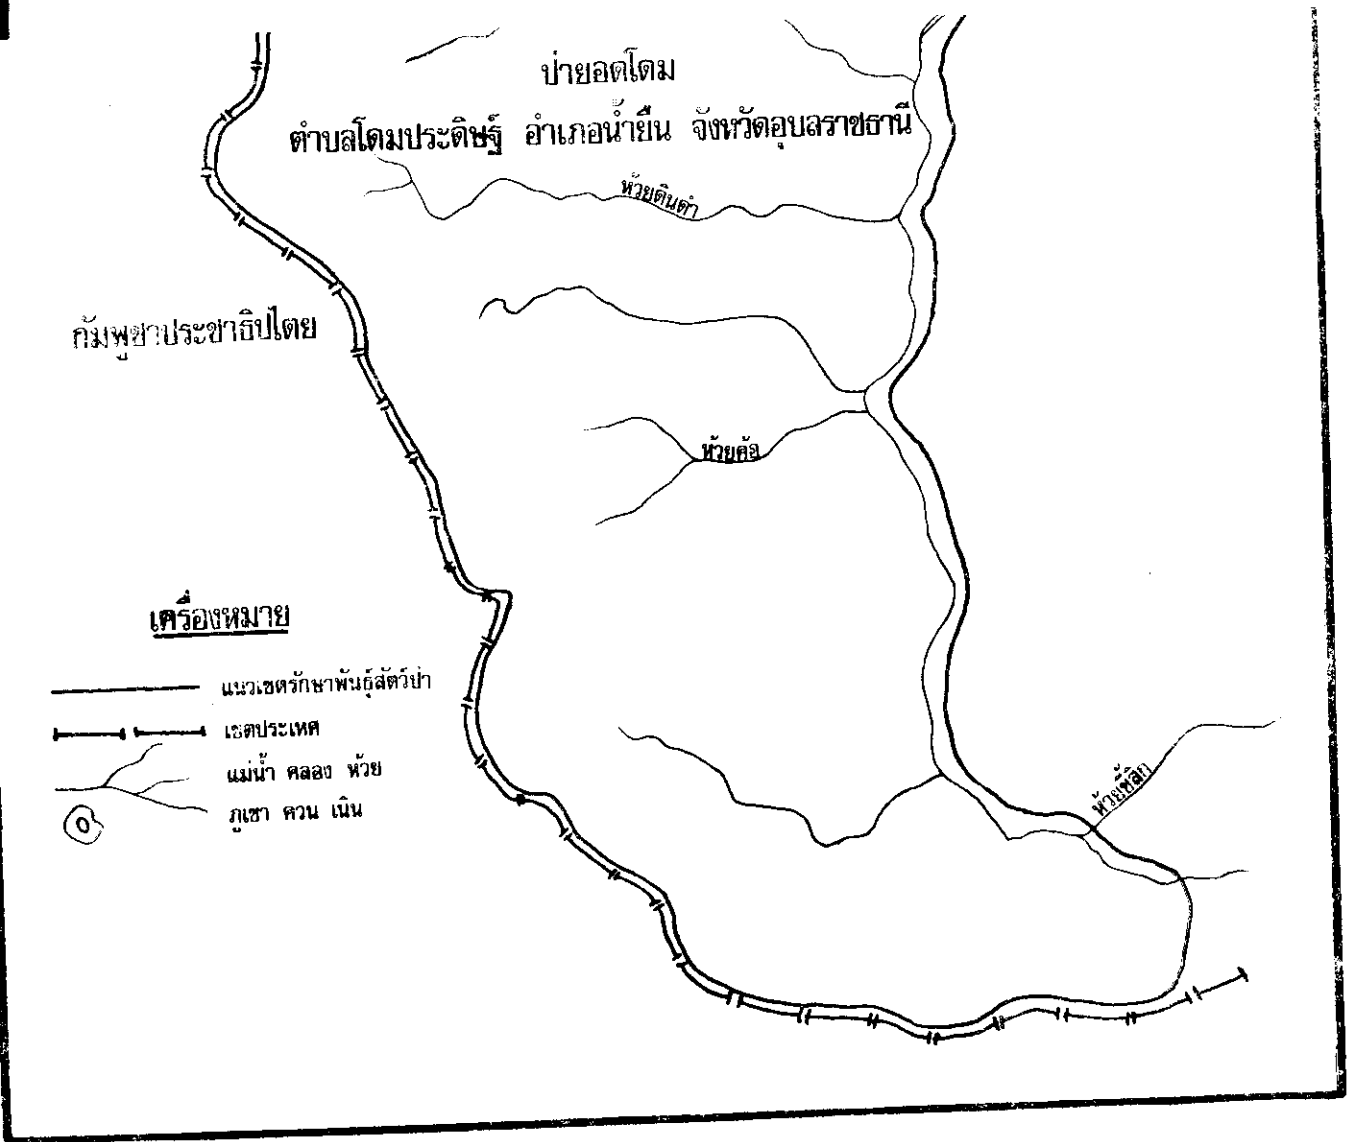 ป่ายอดโดม
ตำบลโดมประดิษฐ์ อำเภอน้ำยืน จังหวัดอุบลราชธานี
ห้วยดินดำ
กัมพูชาประชาธิปไตย
ห้วยค้อ
เครื่องหมาย
แนวเขตรักษาพันธุ์สัตว์ป่า
เขตประเทศ
แม่น้ำ คลอง ห้วย
ภูเขา ควน เนิน
ห้วยขี้ลิก